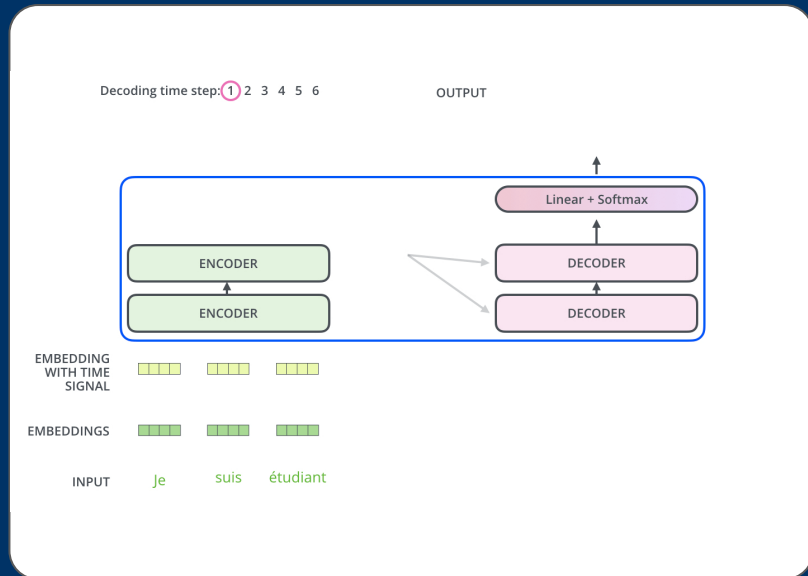 Decoding time step: 1 2 3 4 5 6
OUTPUT
Linear + Softmax
ENCODER
DECODER
ENCODER
DECODER
EMBEDDING
WITH TIME
SIGNAL
EMBEDDINGS
INPUT
Je suis étudiant